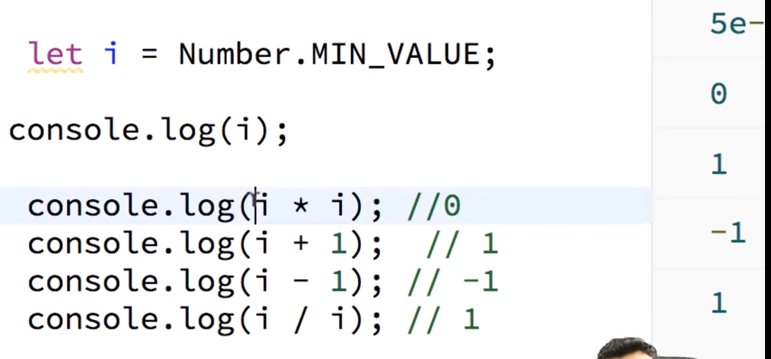 let i = Number.MIN_VALUE;
console.log(i);
console.log(i * i); //0
console.log(i + 1);  // 1
console.log(i - 1); // -1
console.log(i / i); // 1
5e-
0
1
-1
1